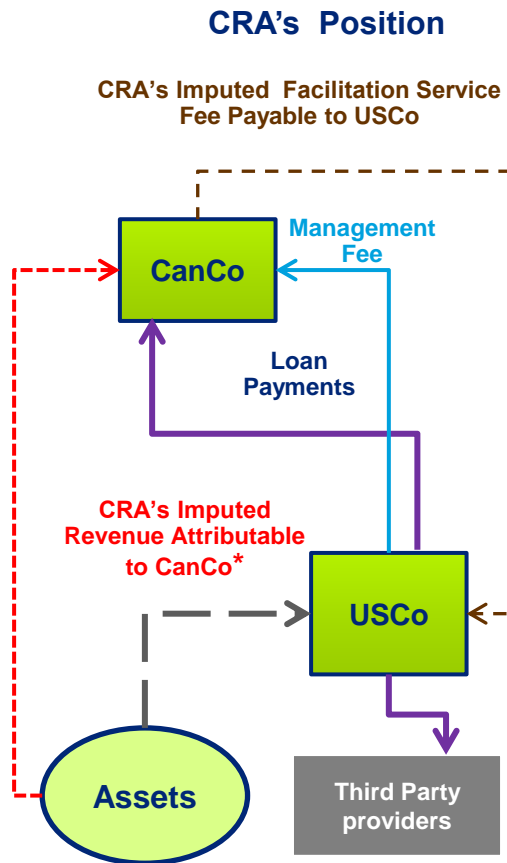 CRA's  Position
CRA's Imputed  Facilitation Service
Fee Payable to USCo
Management
Fee
CanCo
Loan
Payments
CRA's Imputed
Revenue Attributable
to CanCo*
USCo
Assets
Third Party
providers